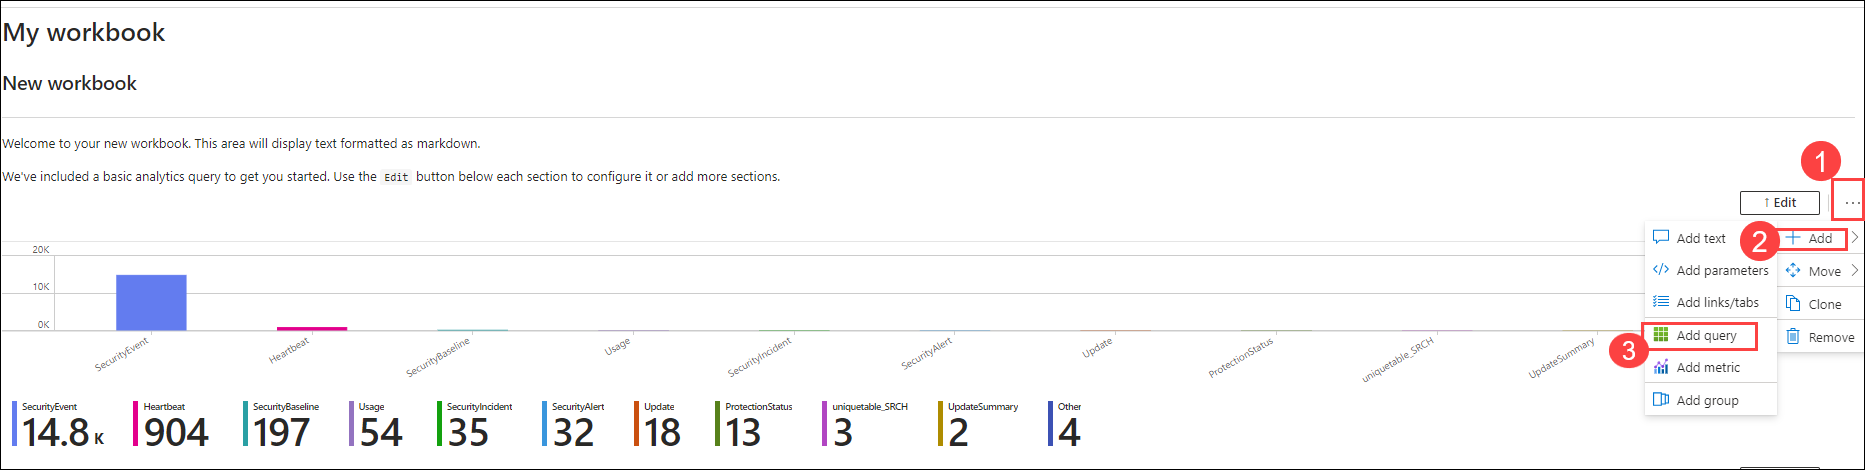 My workbook
New workbook
Welcome to your new workbook. This area will display text formatted as markdown.
We've included a basic analytics query to get you started. Use the Edit button below each section to configure it or add more sections.
1
↑ Edit
...
Add text
2
+ Add >
Add parameters
Move >
Add links/tabs
Clone
3
Add query
Remove
Add metric
Add group
20K
10K
0K
SecurityEvent
Heartbeat
SecurityBaseline
Usage
SecurityIncident
SecurityAlert
Update
ProtectionStatus
uniquetable_SRCH
UpdateSummary
SecurityEvent
14.8 K
Heartbeat
904
SecurityBaseline
197
Usage
54
SecurityIncident
35
SecurityAlert
32
Update
18
ProtectionStatus
13
uniquetable_SRCH
3
UpdateSummary
2
Other
4